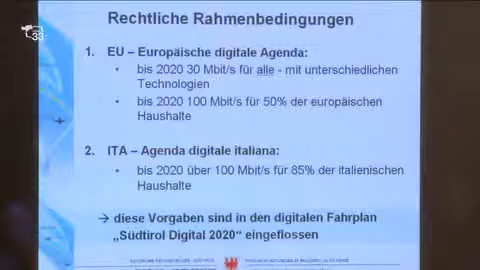 33
Rechtliche Rahmenbedingungen
1. EU – Europäische digitale Agenda:
• bis 2020 30 Mbit/s für alle - mit unterschiedlichen
Technologien
• bis 2020 100 Mbit/s für 50% der europäischen
Haushalte
2. ITA – Agenda digitale italiana:
• bis 2020 über 100 Mbit/s für 85% der italienischen
Haushalte
→ diese Vorgaben sind in den digitalen Fahrplan
„Südtirol Digital 2020“ eingeflossen